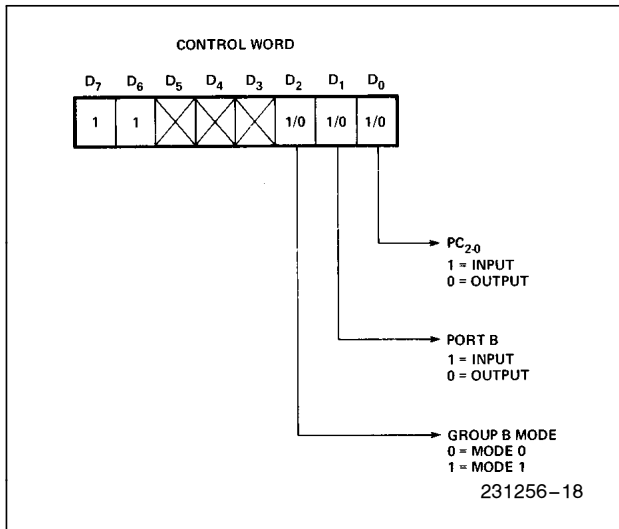 CONTROL WORD
D7 D6 D5 D4 D3 D2 D1 D0
1 1 1/0 1/0 1/0
PC2-0
1 = INPUT
0 = OUTPUT
PORT B
1 = INPUT
0 = OUTPUT
GROUP B MODE
0 = MODE 0
1 = MODE 1
231256–18